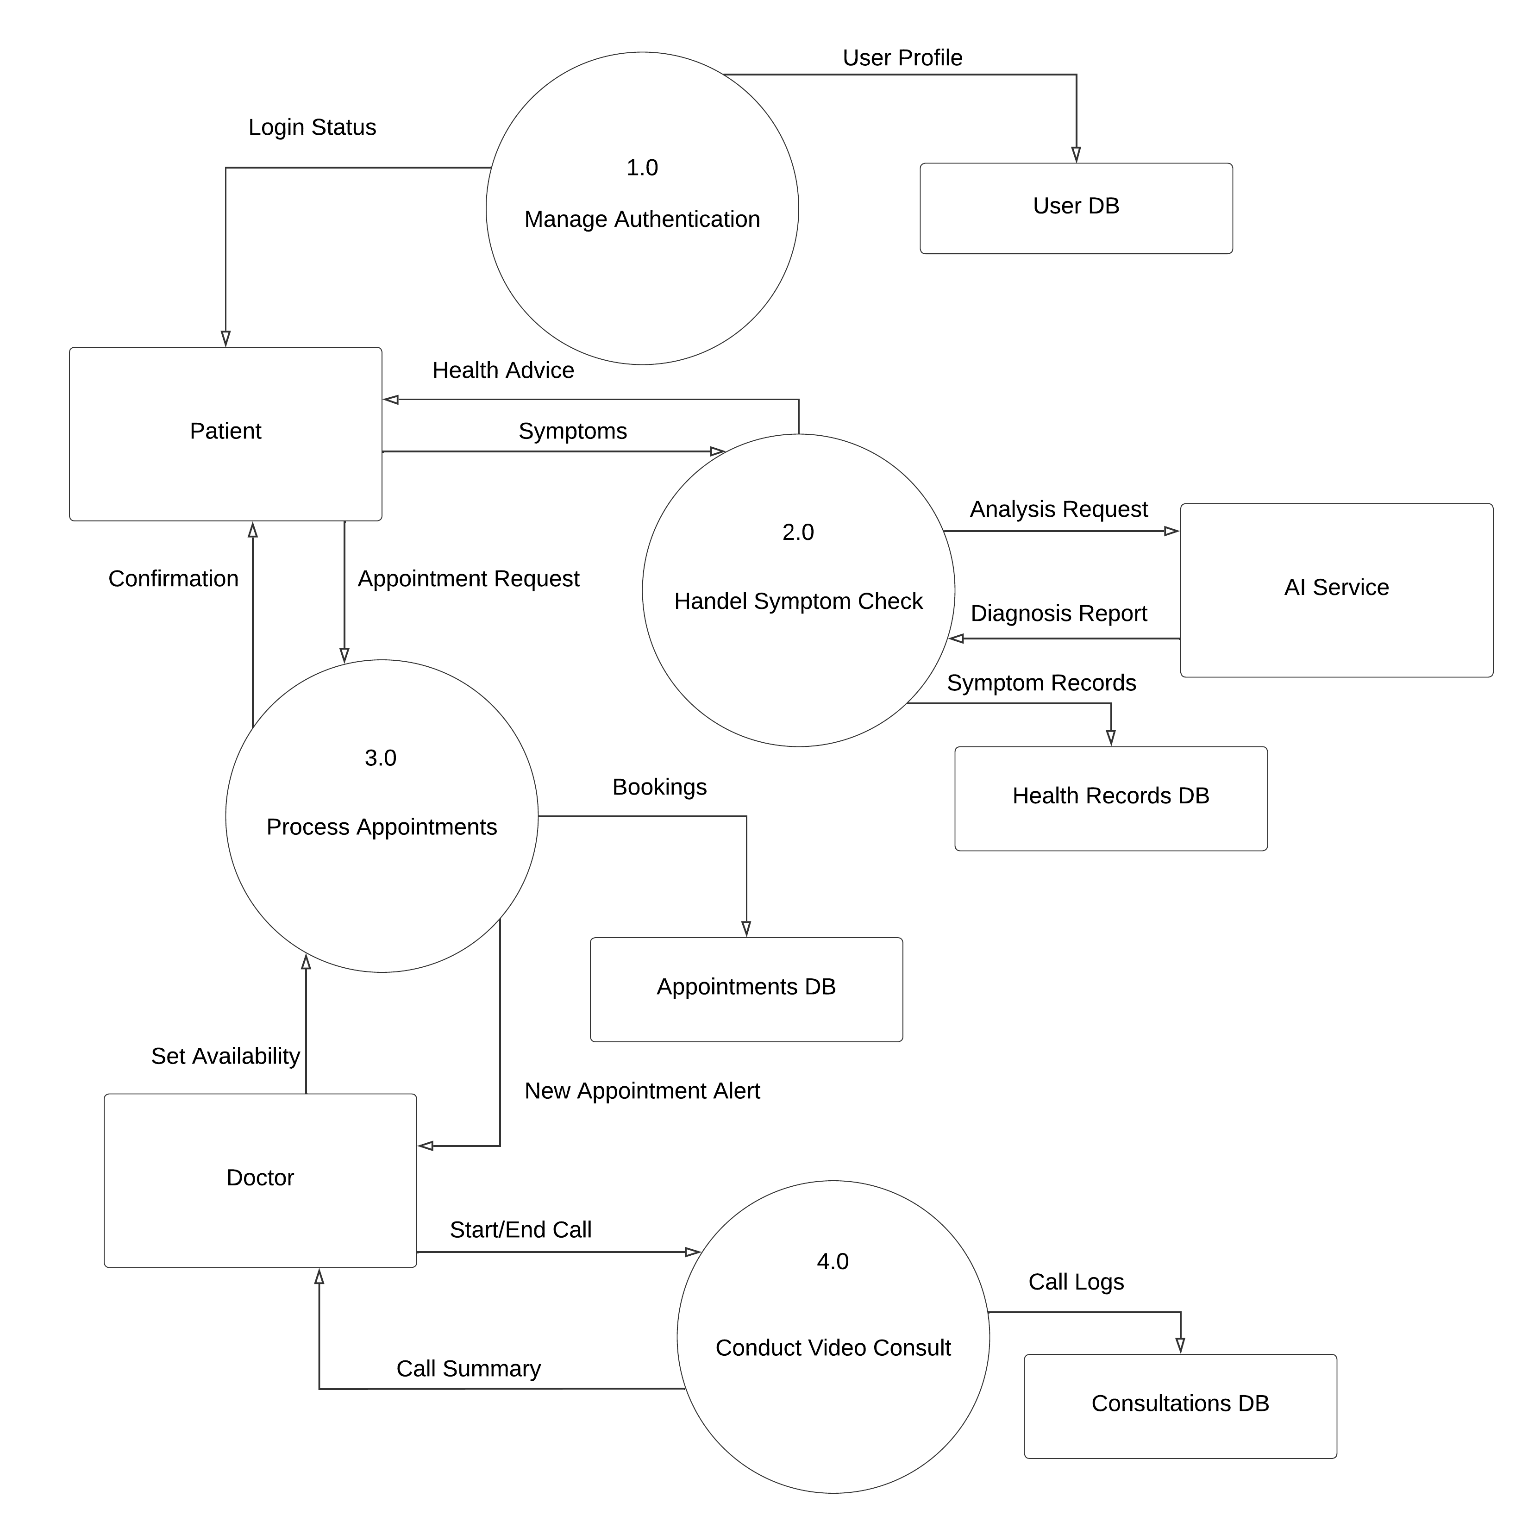 User Profile
Login Status
1.0
Manage Authentication
User DB
Health Advice
Patient
Symptoms
Analysis Request
2.0
Confirmation
Appointment Request
AI Service
Handel Symptom Check
Diagnosis Report
Symptom Records
3.0
Bookings
Health Records DB
Process Appointments
Appointments DB
Set Availability
New Appointment Alert
Doctor
Start/End Call
4.0
Call Logs
Conduct Video Consult
Call Summary
Consultations DB